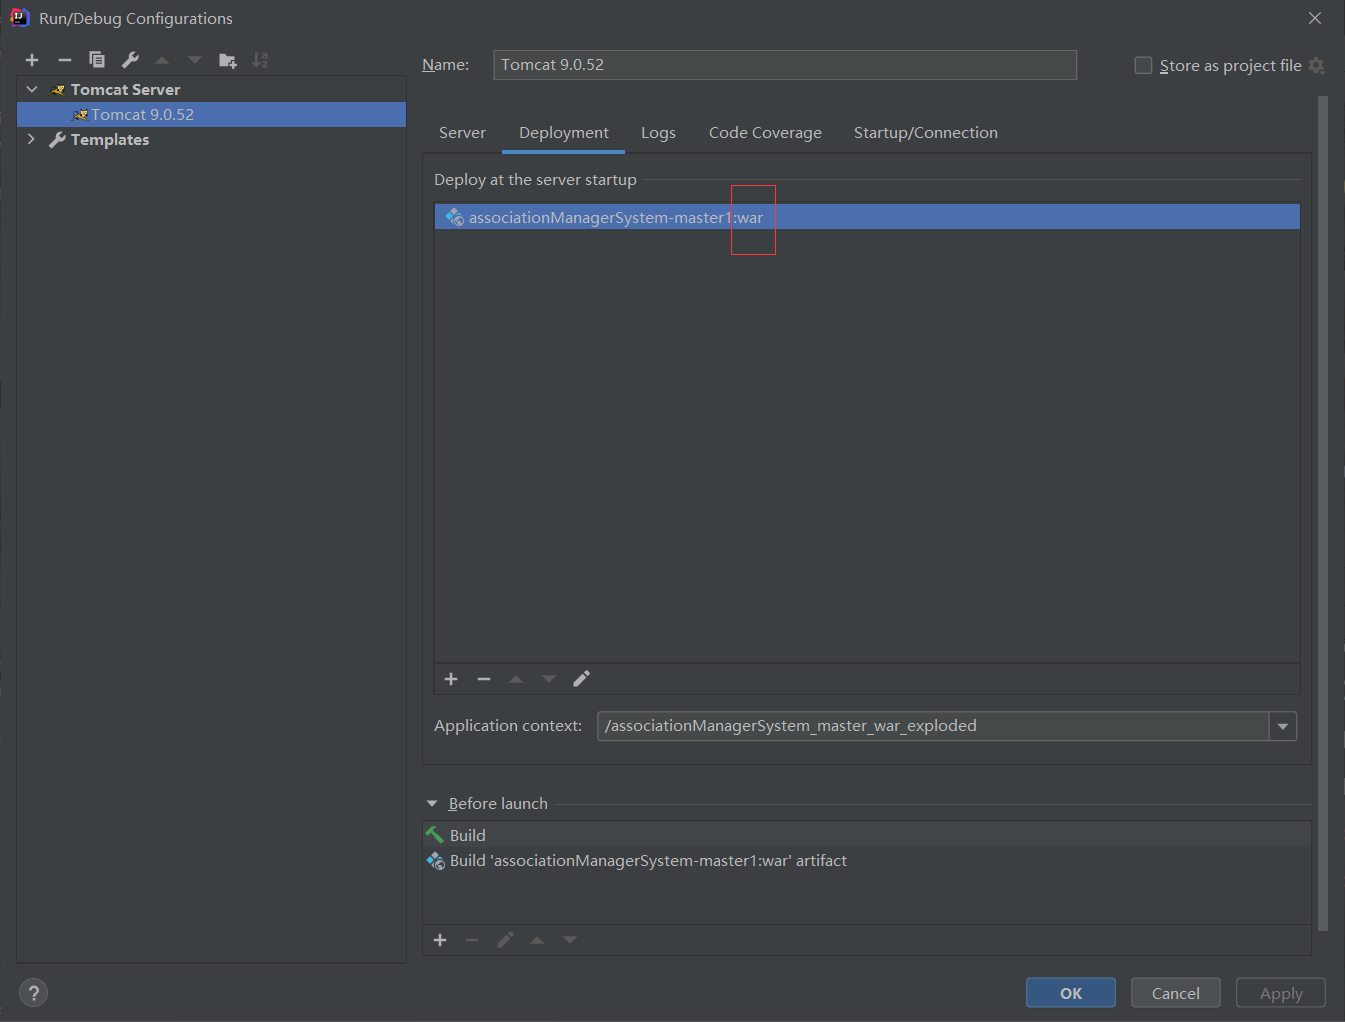 Run/Debug Configurations
Name: Tomcat 9.0.52 Store as project file
Tomcat Server
Tomcat 9.0.52
Templates
Server Deployment Logs Code Coverage Startup/Connection
Deploy at the server startup
associationManagerSystem-master1:war
Application context: /associationManagerSystem_master_war_exploded
Before launch
Build
Build 'associationManagerSystem-master1:war' artifact
? OK Cancel Apply